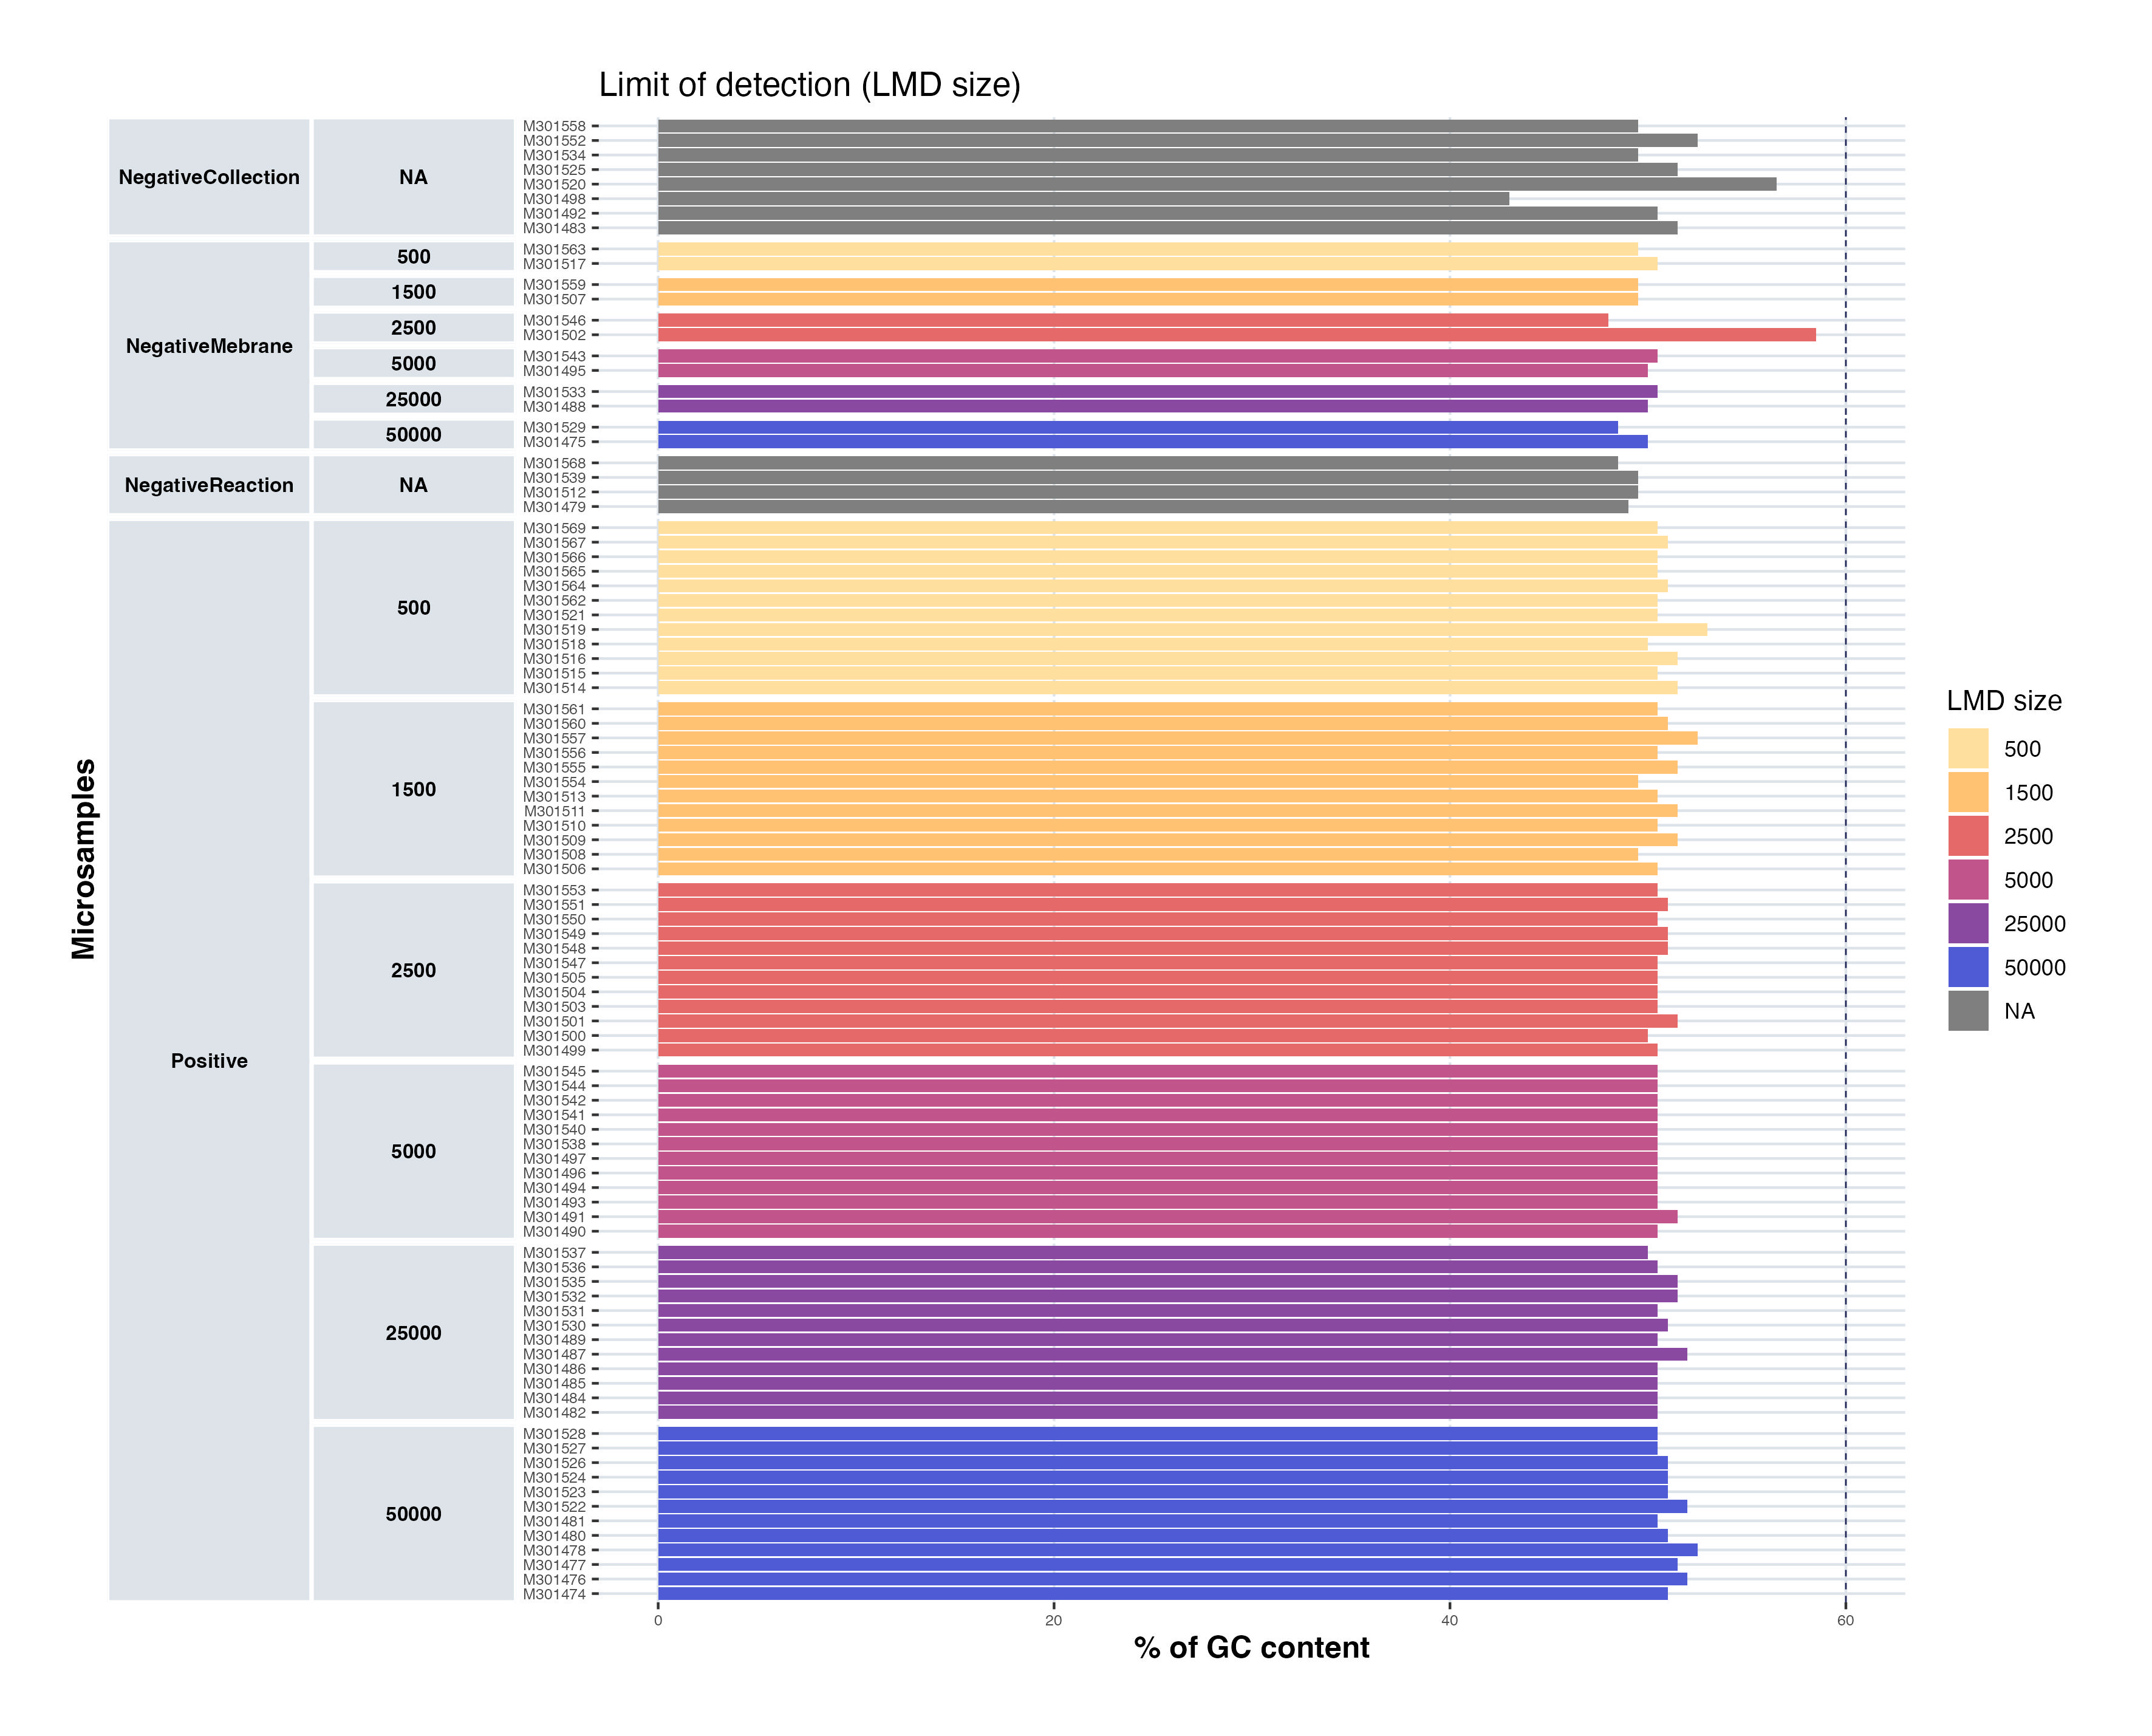 Limit of detection (LMD size)
NegativeCollection
NA
M301558
M301552
M301534
M301525
M301520
M301498
M301492
M301483
NegativeMebrane
500
M301563
M301517
1500
M301559
M301507
2500
M301546
M301502
5000
M301543
M301495
25000
M301533
M301488
50000
M301529
M301475
NegativeReaction
NA
M301568
M301539
M301512
M301479
Positive
500
M301569
M301567
M301566
M301565
M301564
M301562
M301521
M301519
M301518
M301516
M301515
M301514
1500
M301561
M301560
M301557
M301556
M301555
M301554
M301513
M301511
M301510
M301509
M301508
M301506
2500
M301553
M301551
M301550
M301549
M301548
M301547
M301505
M301504
M301503
M301501
M301500
M301499
5000
M301545
M301544
M301542
M301541
M301540
M301538
M301497
M301496
M301494
M301493
M301491
M301490
25000
M301537
M301536
M301535
M301532
M301531
M301530
M301489
M301487
M301486
M301485
M301484
M301482
50000
M301528
M301527
M301526
M301524
M301523
M301522
M301481
M301480
M301478
M301477
M301476
M301474
Microsamples
0 20 40 60
% of GC content
LMD size
500
1500
2500
5000
25000
50000
NA